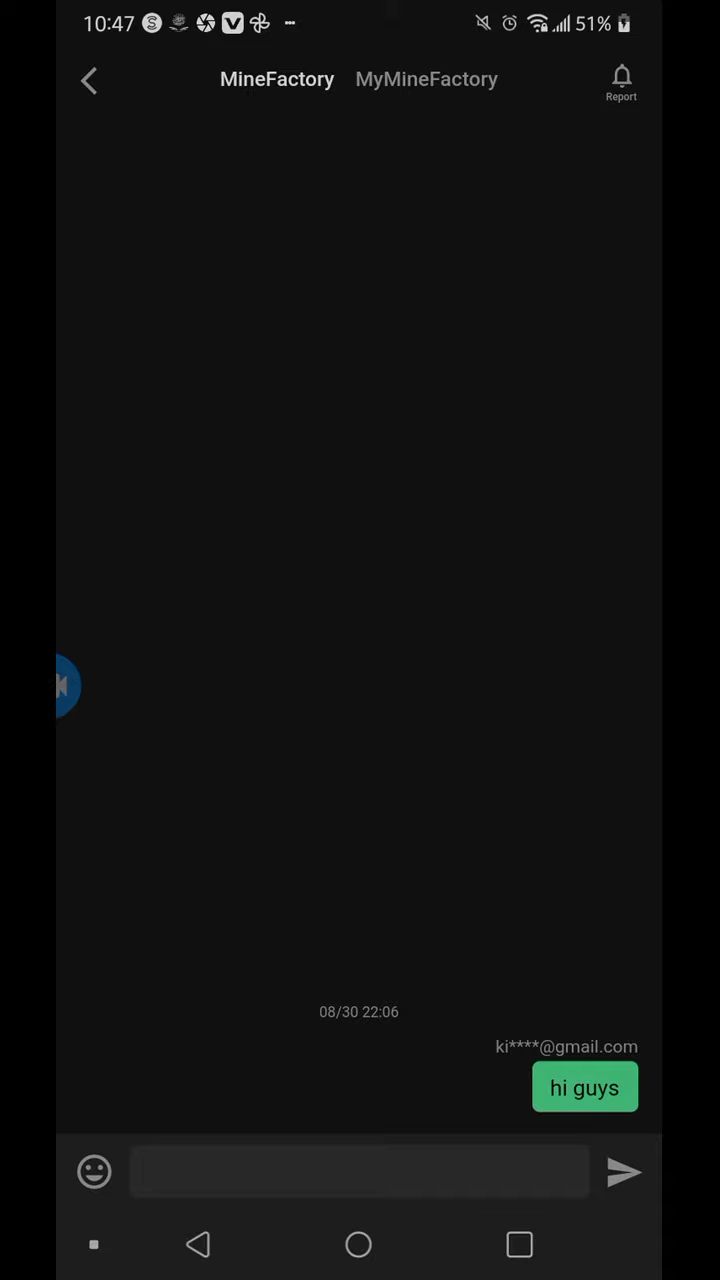 10:47 51%
MineFactory MyMineFactory
Report
08/30 22:06
ki****@gmail.com
hi guys